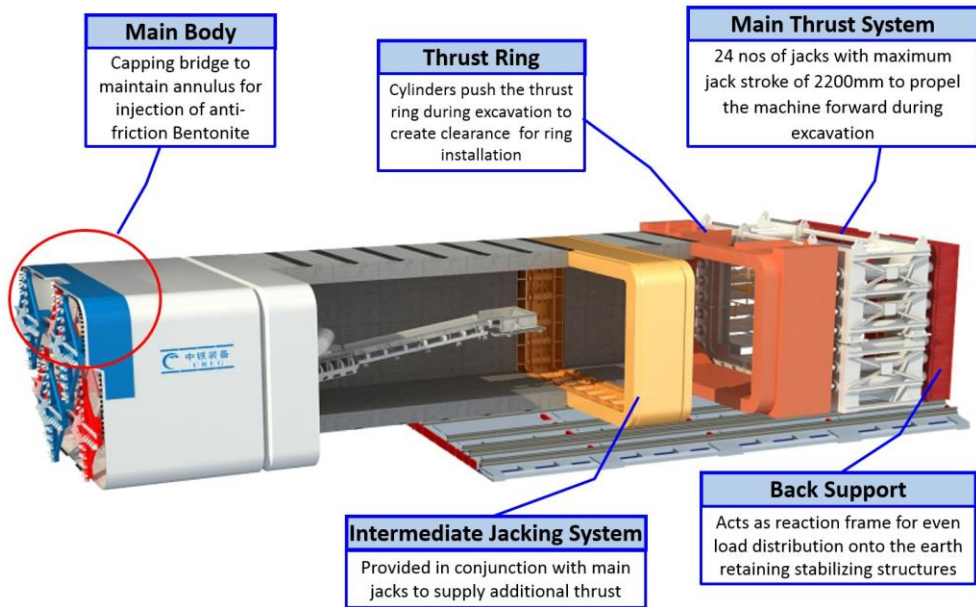 Main Body
Capping bridge to
maintain annulus for
injection of anti-
friction Bentonite
Thrust Ring
Cylinders push the thrust
ring during excavation to
create clearance for ring
installation
Main Thrust System
24 nos of jacks with maximum
jack stroke of 2200mm to propel
the machine forward during
excavation
中铁装备
CREG
Intermediate Jacking System
Provided in conjunction with main
jacks to supply additional thrust
Back Support
Acts as reaction frame for even
load distribution onto the earth
retaining stabilizing structures